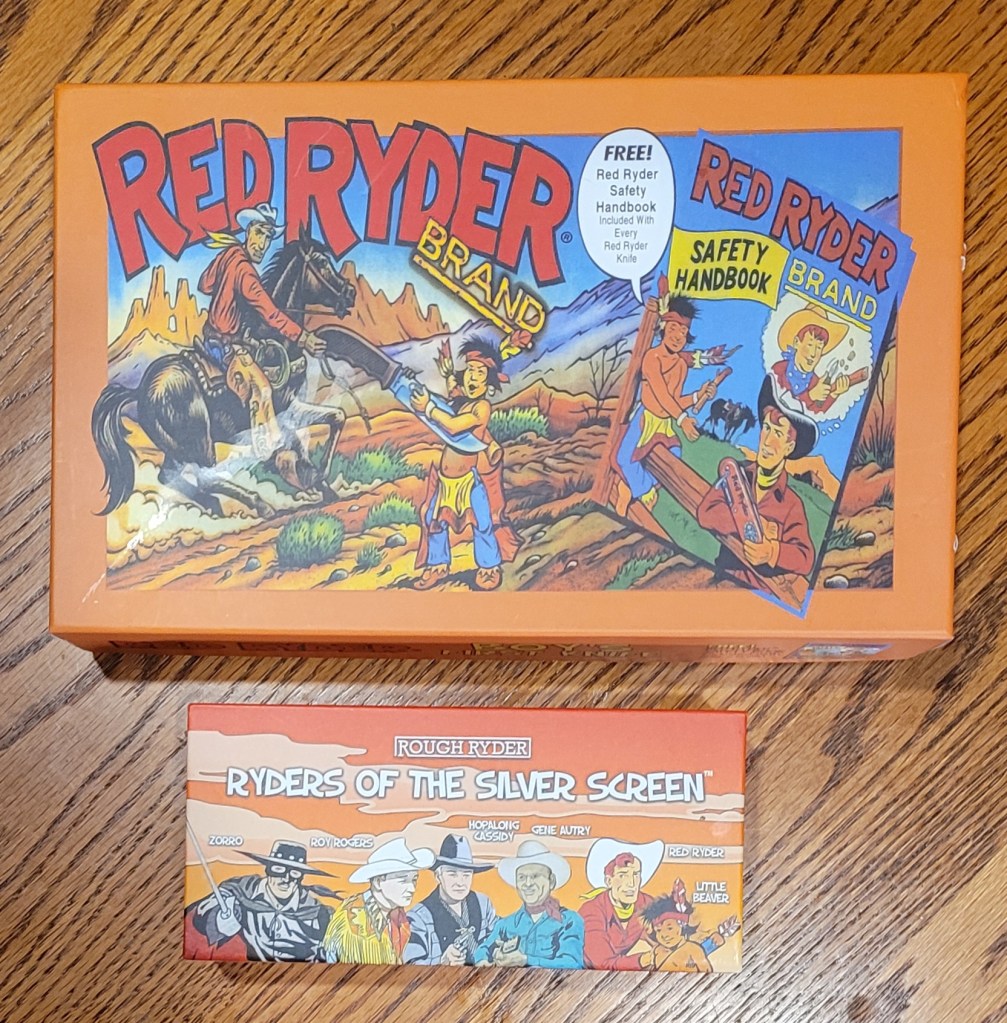 RED RYDER®
BRAND
FREE!
Red Ryder
Safety
Handbook
Included With
Every
Red Ryder
Knife
RED RYDER
SAFETY
HANDBOOK
BRAND
ROUGH RYDER
RYDERS OF THE SILVER SCREEN™
ZORRO
ROY ROGERS
HOPALONG
CASSIDY
GENE AUTRY
RED RYDER
LITTLE
BEAVER